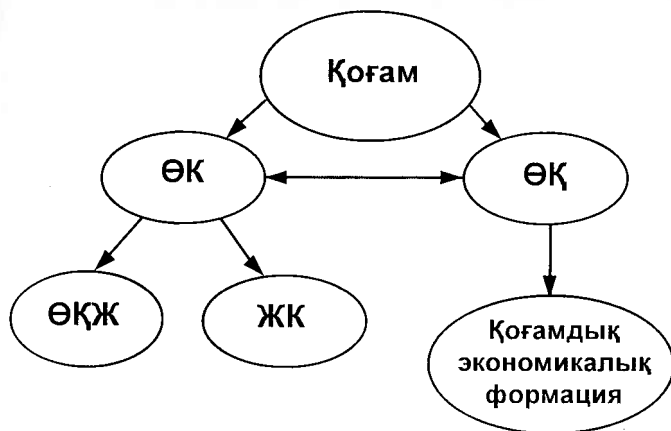 Қоғам
ӨК
ӨҚ
ӨҚЖ
ЖК
Қоғамдық
экономикалық
формация